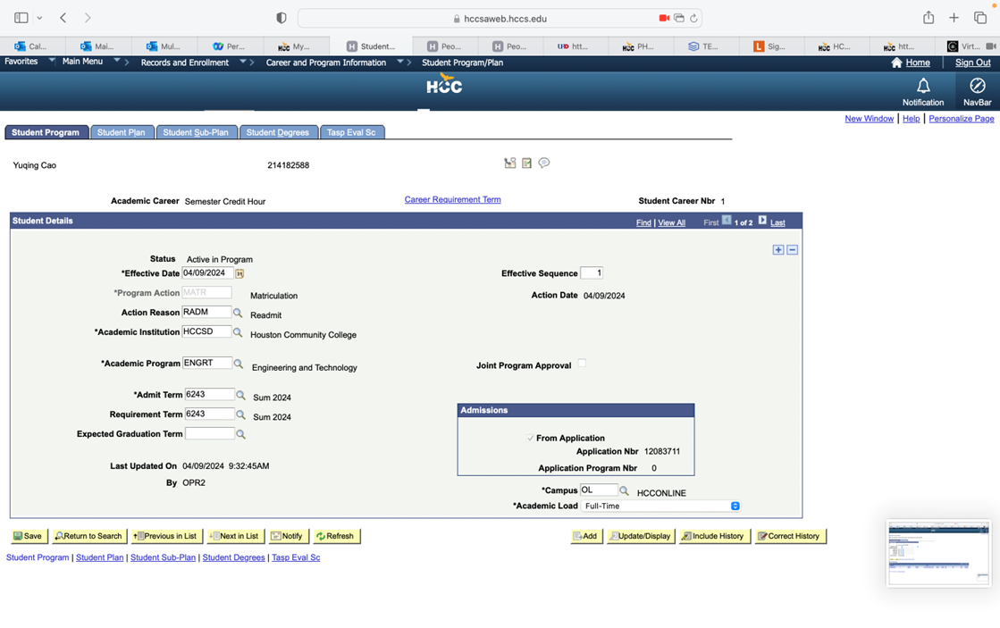 hccsaweb.hccs.edu
Cal... Mai... Mul... Per... HCC My... H Student... H Peo... H Peo... UPD htt... HCC PH... TE... L Sig... HCC HC... HCC htt... Virt...
Favorites Main Menu > Records and Enrollment > Career and Program Information > Student Program/Plan Home Sign Out
HCC
Notification NavBar
New Window | Help | Personalize Page
Student Program Student Plan Student Sub-Plan Student Degrees Tasp Eval Sc
Yuqing Cao 214182588
Academic Career Semester Credit Hour Career Requirement Term Student Career Nbr 1
Student Details Find | View All First 1 of 2 Last
Status Active in Program
*Effective Date 04/09/2024 31 Effective Sequence 1
*Program Action MATR Matriculation Action Date 04/09/2024
Action Reason RADM Readmit
*Academic Institution HCCSD Houston Community College
*Academic Program ENGRT Engineering and Technology Joint Program Approval
*Admit Term 6243 Sum 2024
Admissions
Requirement Term 6243 Sum 2024
Expected Graduation Term
From Application
Application Nbr 12083711
Last Updated On 04/09/2024 9:32:45AM
Application Program Nbr 0
By OPR2
*Campus OL HCCONLINE
*Academic Load Full-Time
Save Return to Search Previous in List Next in List Notify Refresh Add Update/Display Include History Correct History
Student Program | Student Plan | Student Sub-Plan | Student Degrees | Tasp Eval Sc